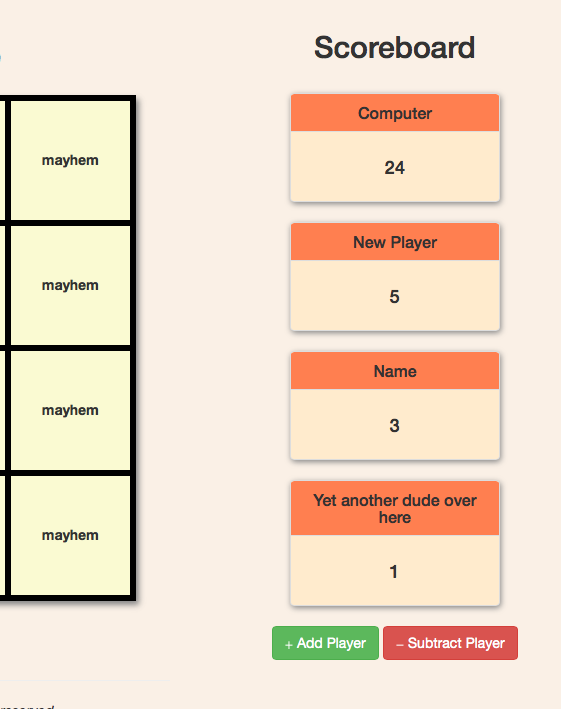 Scoreboard
mayhem
mayhem
mayhem
mayhem
Computer
24
New Player
5
Name
3
Yet another dude over
here
1
+ Add Player
– Subtract Player